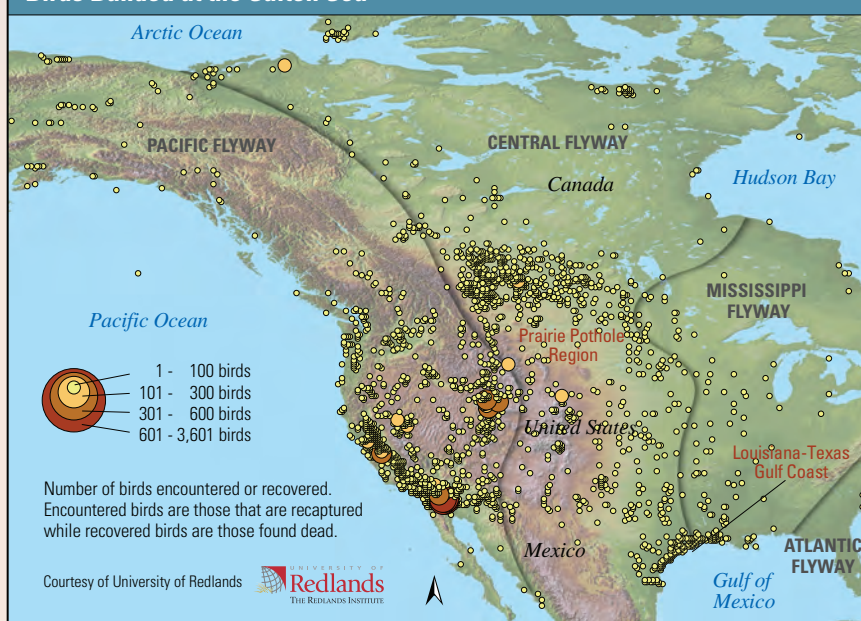 Arctic Ocean
PACIFIC FLYWAY
CENTRAL FLYWAY
Canada
Hudson Bay
MISSISSIPPI
FLYWAY
Pacific Ocean
Prairie Pothole
Region
1 - 100 birds
101 - 300 birds
301 - 600 birds
601 - 3,601 birds
United States
Louisiana-Texas
Gulf Coast
Number of birds encountered or recovered.
Encountered birds are those that are recaptured
while recovered birds are those found dead.
Mexico
ATLANTIC
FLYWAY
Gulf of
Mexico
Courtesy of University of Redlands
UNIVERSITY OF
Redlands
THE REDLANDS INSTITUTE